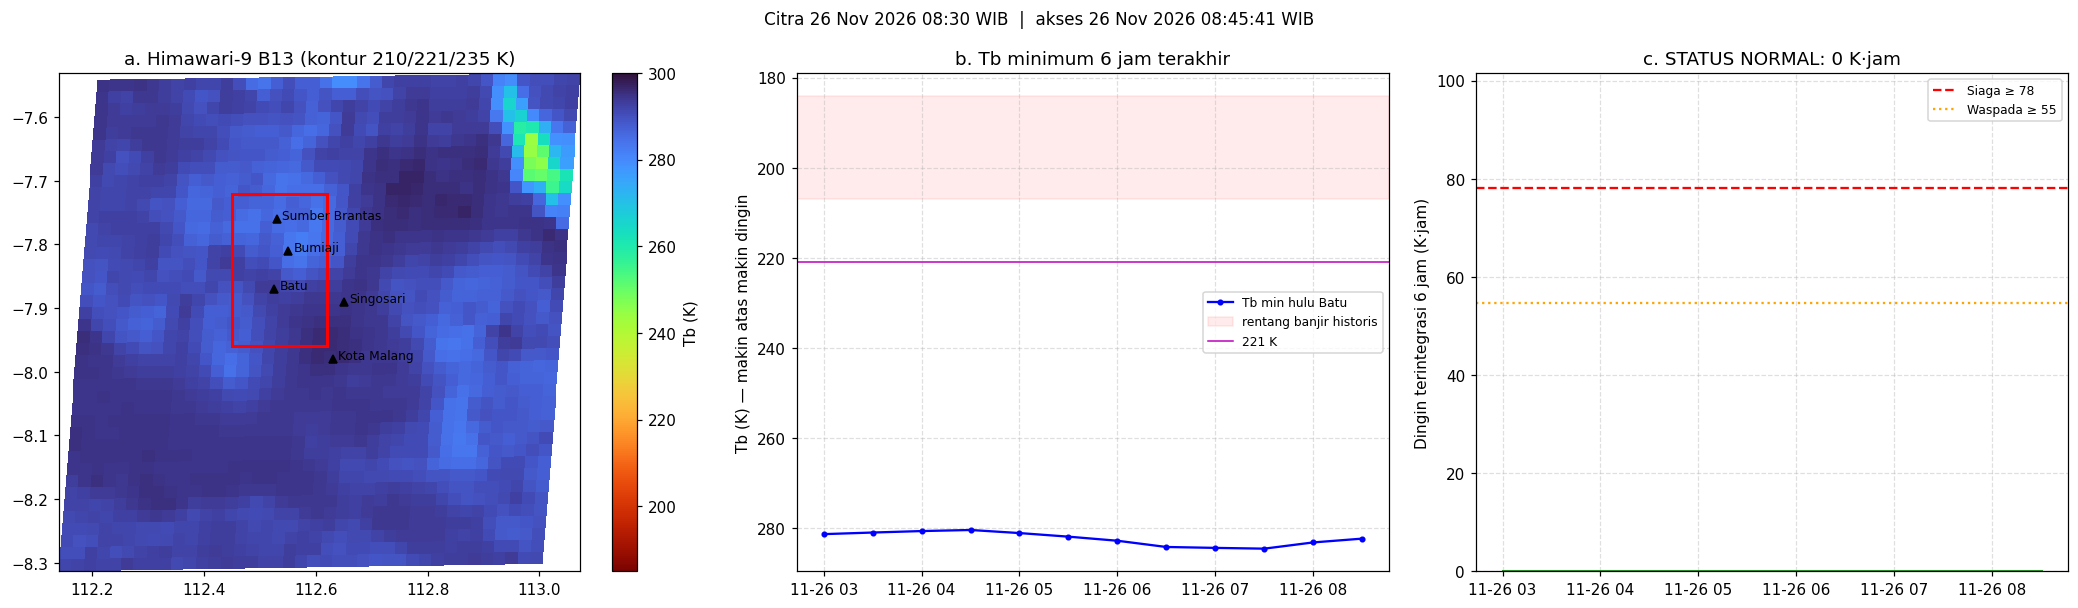 Citra 26 Nov 2026 08:30 WIB | akses 26 Nov 2026 08:45:41 WIB
a. Himawari-9 B13 (kontur 210/221/235 K)
−7.6
−7.7
−7.8
−7.9
−8.0
−8.1
−8.2
−8.3
112.2
112.4
112.6
112.8
113.0
Sumber Brantas
Bumiaji
Batu
Singosari
Kota Malang
300
280
260
240
220
200
Tb (K)
b. Tb minimum 6 jam terakhir
Tb (K) — makin atas makin dingin
180
200
220
240
260
280
Tb min hulu Batu
rentang banjir historis
221 K
11-26 03
11-26 04
11-26 05
11-26 06
11-26 07
11-26 08
c. STATUS NORMAL: 0 K·jam
Dingin terintegrasi 6 jam (K·jam)
100
80
60
40
20
0
Siaga ≥ 78
Waspada ≥ 55
11-26 03
11-26 04
11-26 05
11-26 06
11-26 07
11-26 08